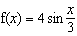 f(x) = 4 sin x/3